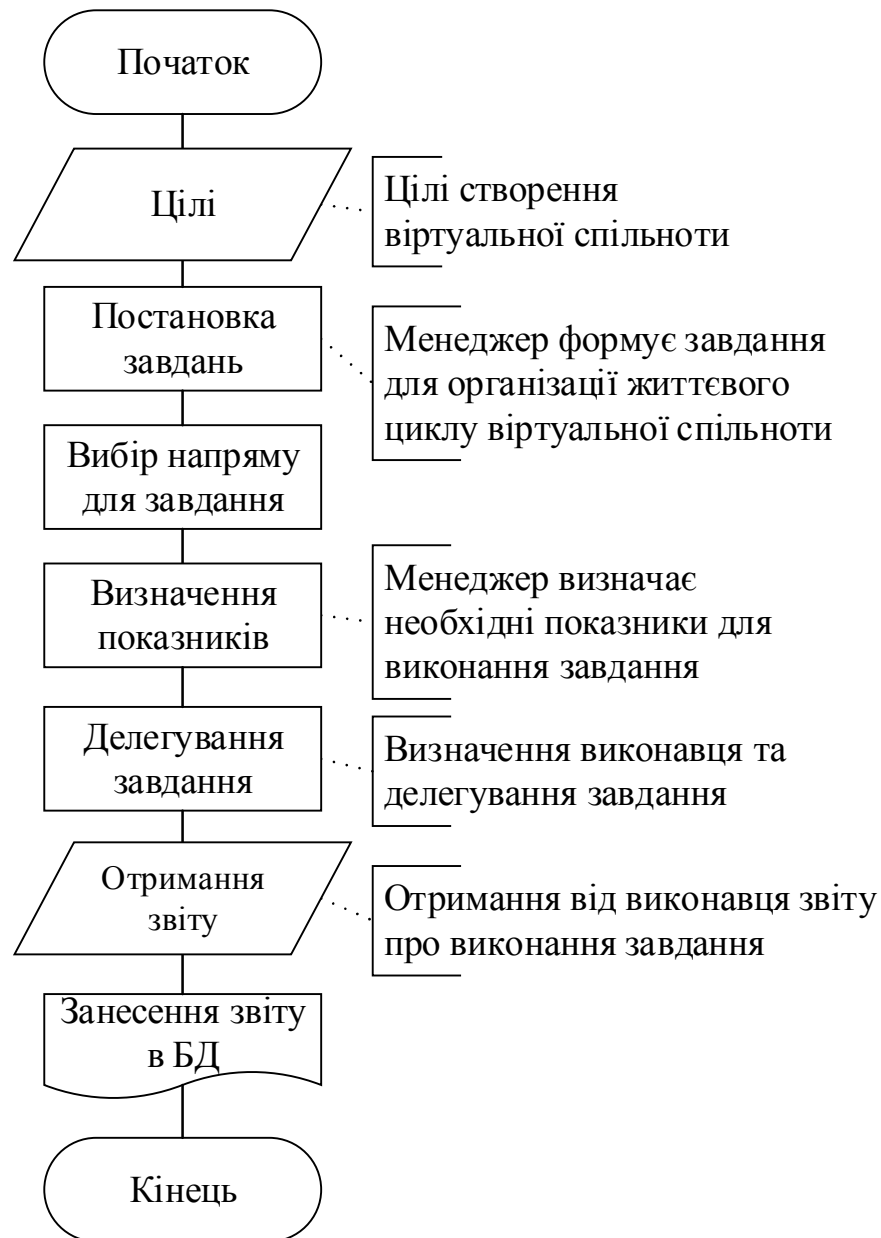 Початок
Цілі
Цілі створення
віртуальної спільноти
Постановка
завдань
Менеджер формує завдання
для організації життєвого
циклу віртуальної спільноти
Вибір напряму
для завдання
Визначення
показників
Менеджер визначає
необхідні показники для
виконання завдання
Делегування
завдання
Визначення виконавця та
делегування завдання
Отримання
звіту
Отримання від виконавця звіту
про виконання завдання
Занесення звіту
в БД
Кінець